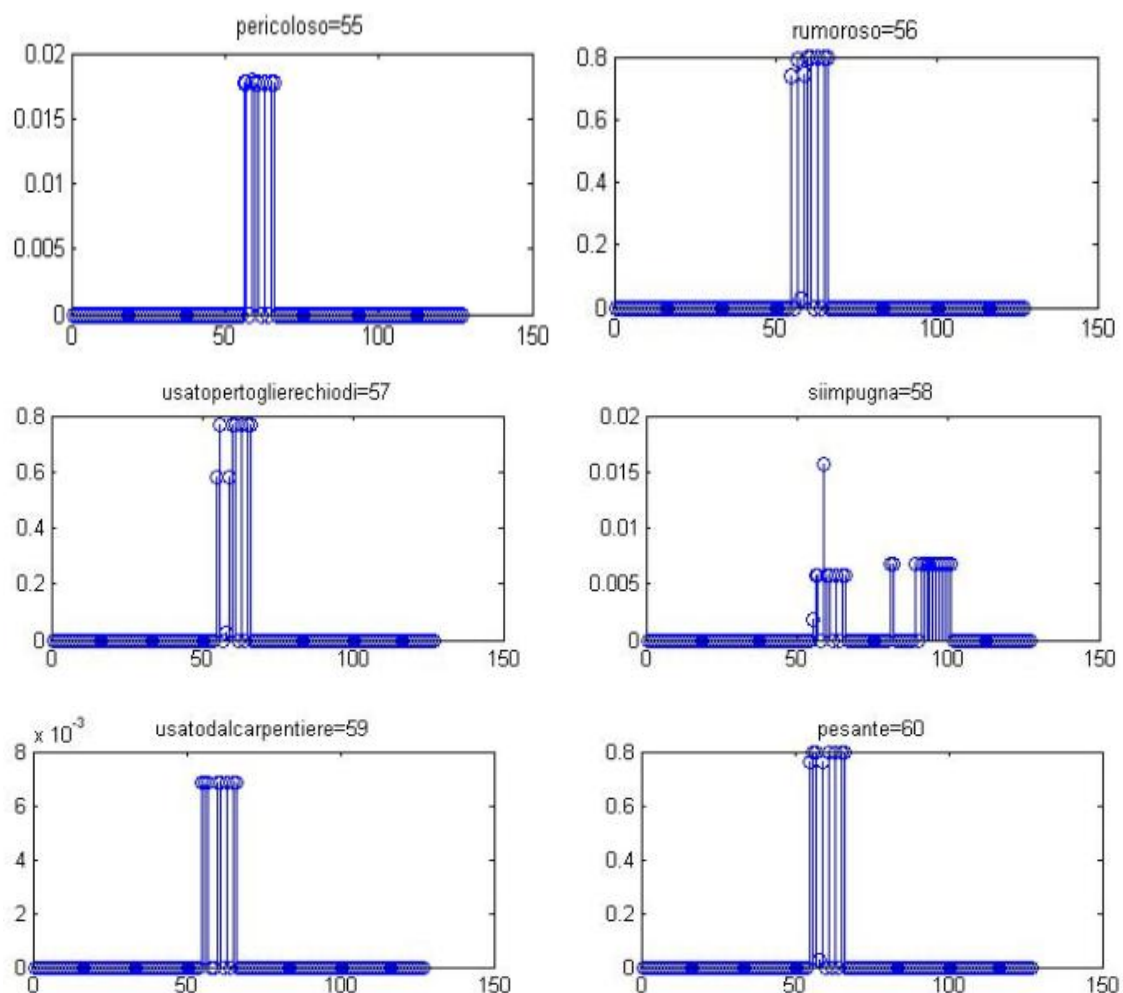 pericoloso=55
0.02
0.015
0.01
0.005
0
0 50 100 150
rumoroso=56
0.8
0.6
0.4
0.2
0
0 50 100 150
usatopertoglierechiodi=57
0.8
0.6
0.4
0.2
0
0 50 100 150
siimpugna=58
0.02
0.015
0.01
0.005
0
0 50 100 150
usatodalcarpentiere=59
x 10^-3
8
6
4
2
0
0 50 100 150
pesante=60
0.8
0.6
0.4
0.2
0
0 50 100 150